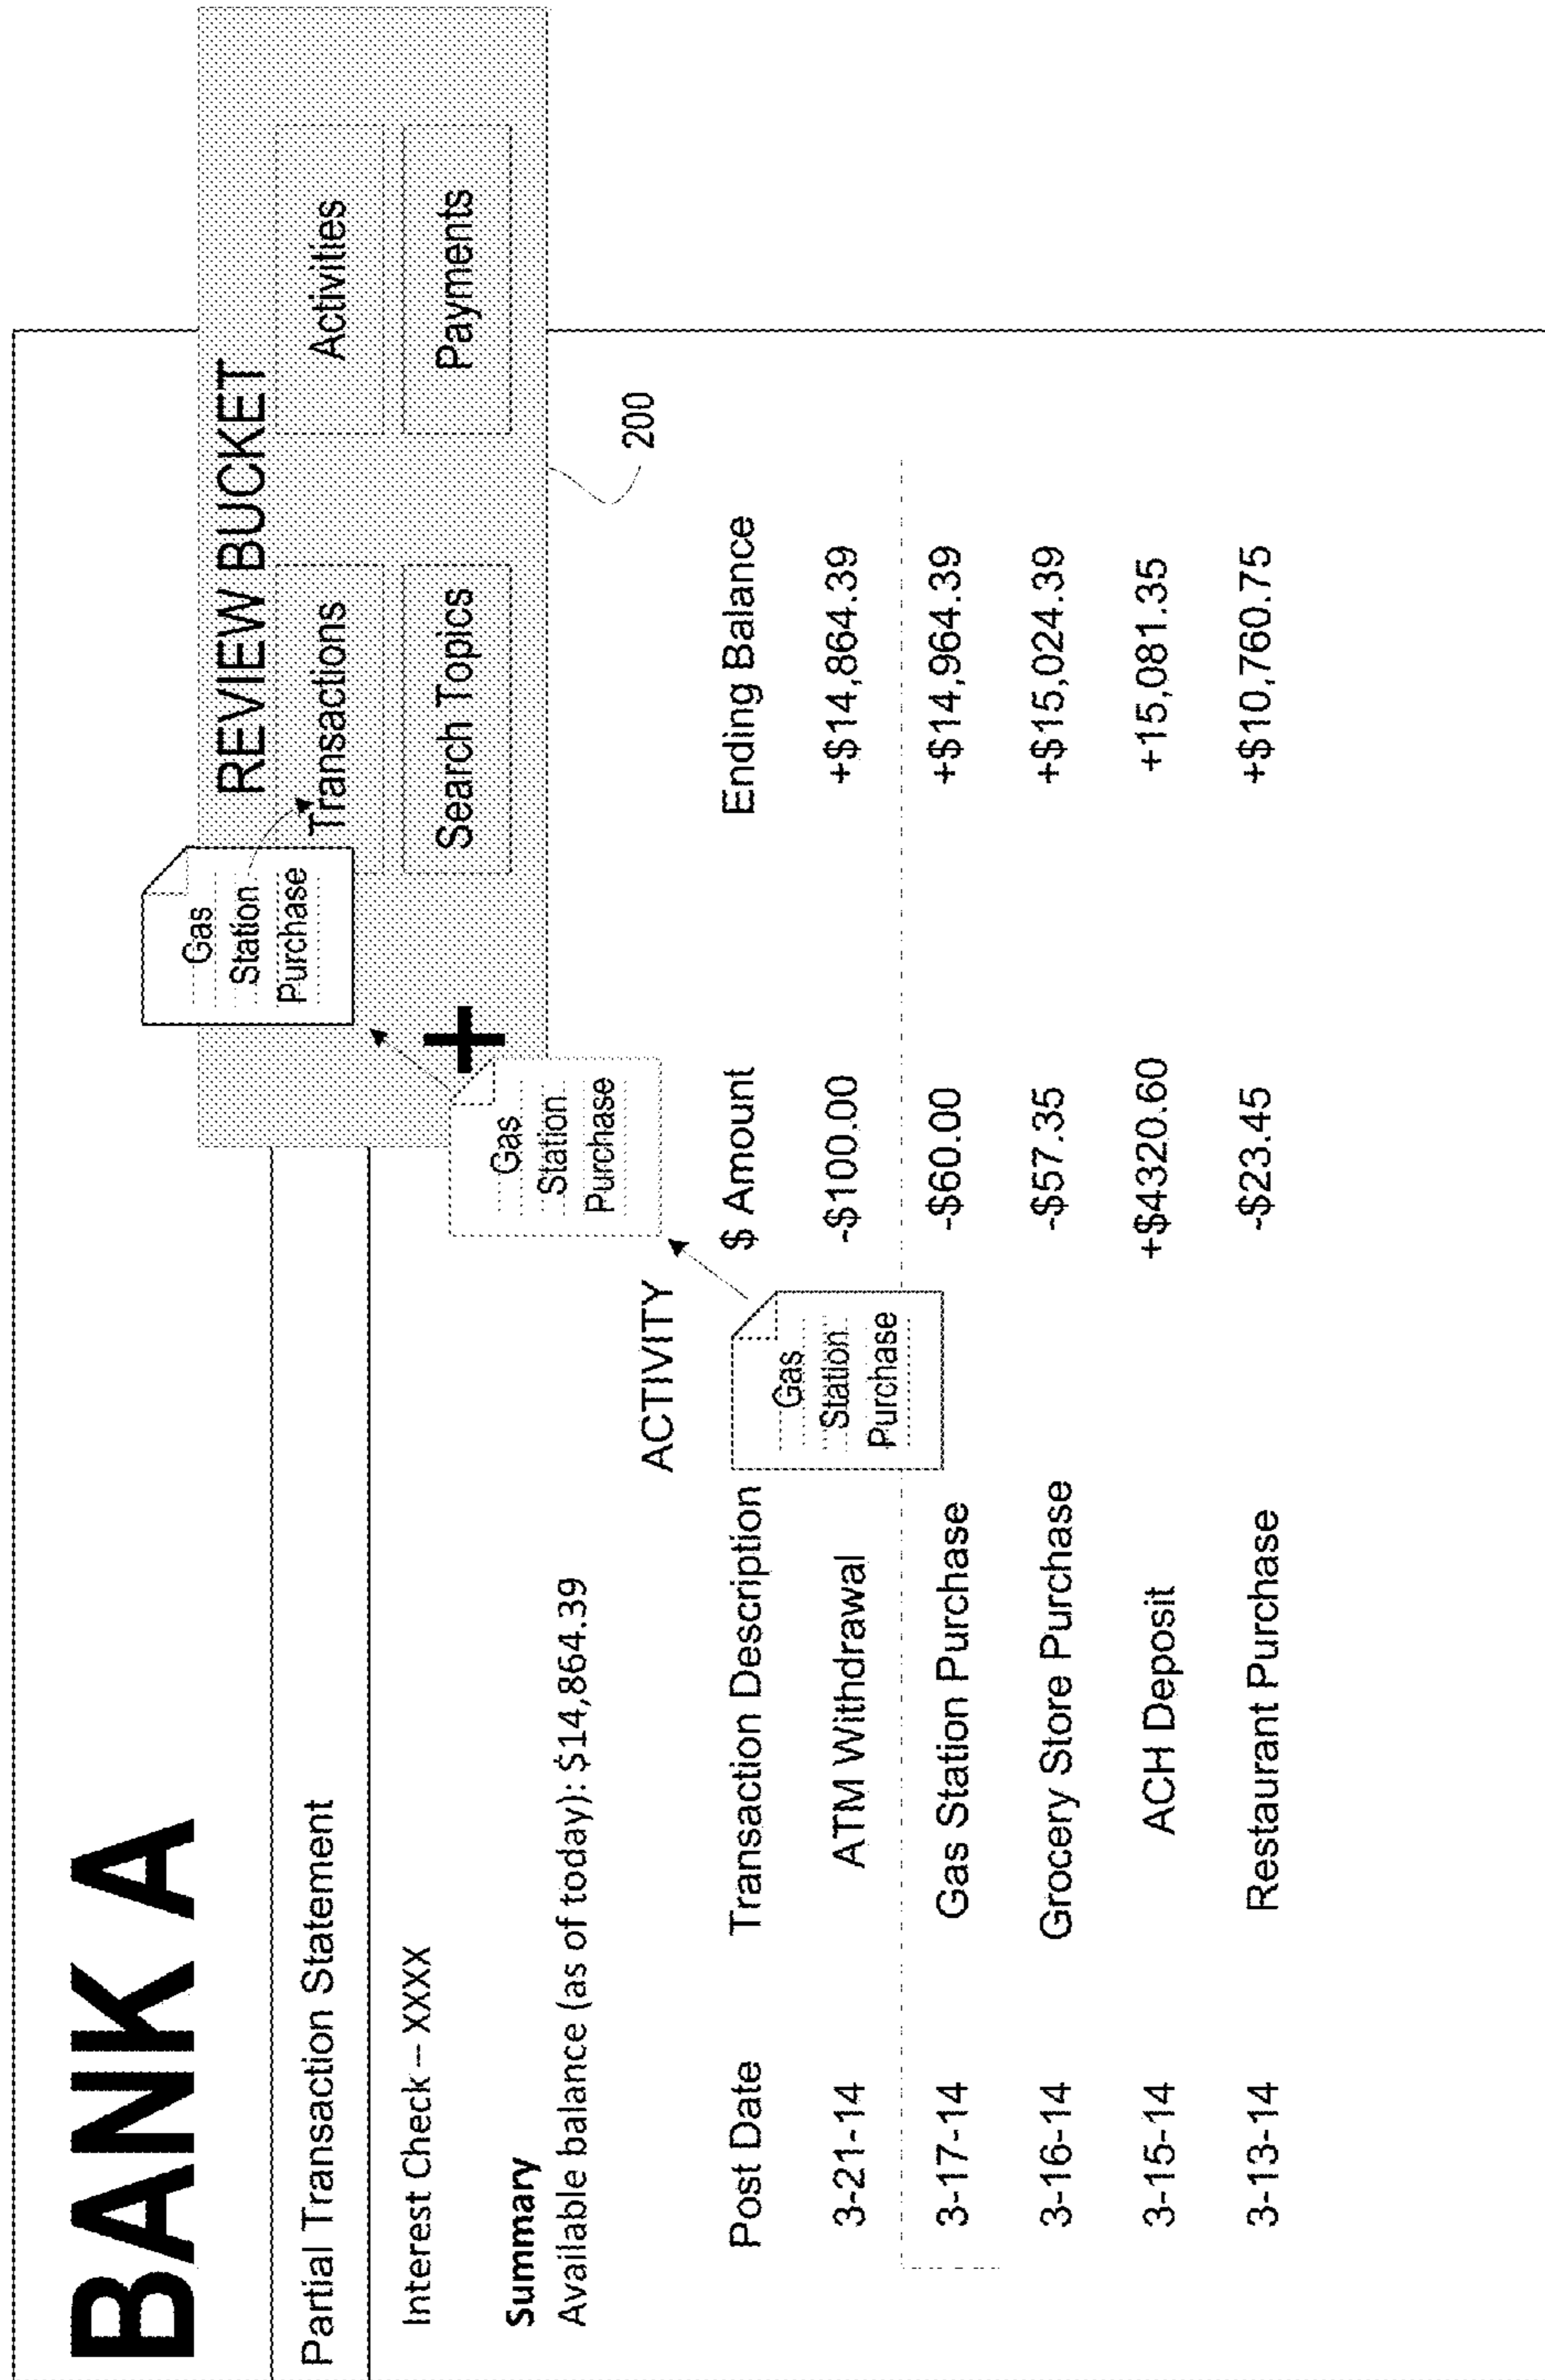 BANK A
Partial Transaction Statement
Interest Check – XXXX
Summary
Available balance (as of today): $14,864.39
REVIEW BUCKET
Transactions Activities
Search Topics Payments
Gas
Station
Purchase
Gas
Station
Purchase
200
ACTIVITY
Gas
Station
Purchase
Post Date Transaction Description $ Amount Ending Balance
3-21-14 ATM Withdrawal -$100.00 +$14,864.39
3-17-14 Gas Station Purchase -$60.00 +$14,964.39
3-16-14 Grocery Store Purchase -$57.35 +$15,024.39
3-15-14 ACH Deposit +$4320.60 +15,081.35
3-13-14 Restaurant Purchase -$23.45 +$10,760.75